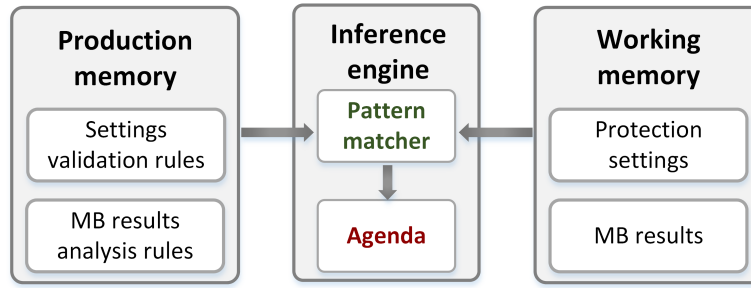 Production
memory
Settings
validation rules
MB results
analysis rules
Inference
engine
Pattern
matcher
Agenda
Working
memory
Protection
settings
MB results